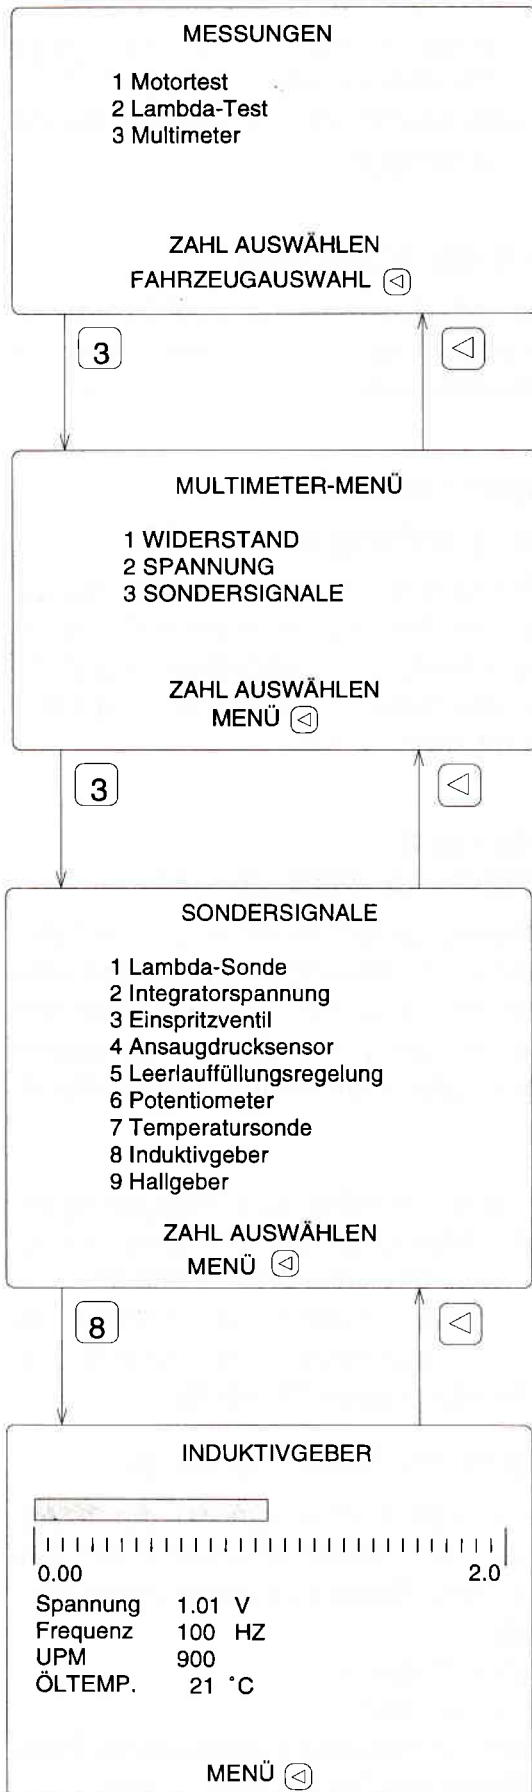 MESSUNGEN
1 Motortest
2 Lambda-Test
3 Multimeter
ZAHL AUSWÄHLEN
FAHRZEUGAUSWAHL
3
MULTIMETER-MENÜ
1 WIDERSTAND
2 SPANNUNG
3 SONDERSIGNALE
ZAHL AUSWÄHLEN
MENÜ
3
SONDERSIGNALE
1 Lambda-Sonde
2 Integratorspannung
3 Einspritzventil
4 Ansaugdrucksensor
5 Leerlauffüllungsregelung
6 Potentiometer
7 Temperatursonde
8 Induktivgeber
9 Hallgeber
ZAHL AUSWÄHLEN
MENÜ
8
INDUKTIVGEBER
0.00 2.0
Spannung 1.01 V
Frequenz 100 HZ
UPM 900
ÖLTEMP. 21 °C
MENÜ